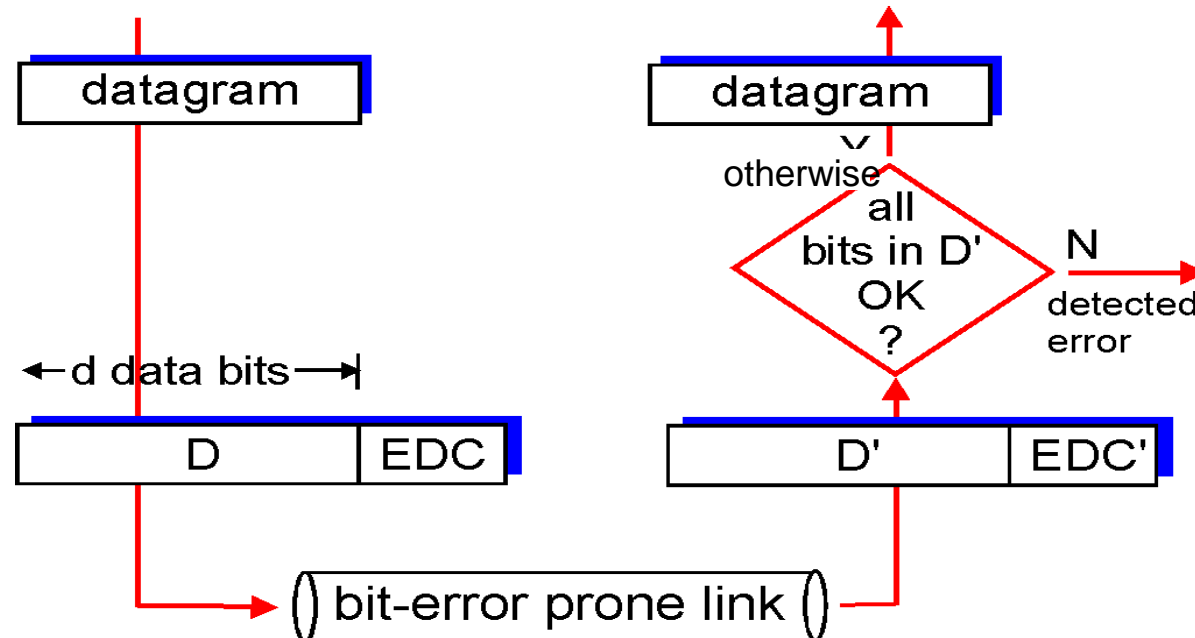 datagram
d data bits
D
EDC
bit-error prone link
datagram
otherwise
all
bits in D'
OK
?
N
detected
error
D'
EDC'